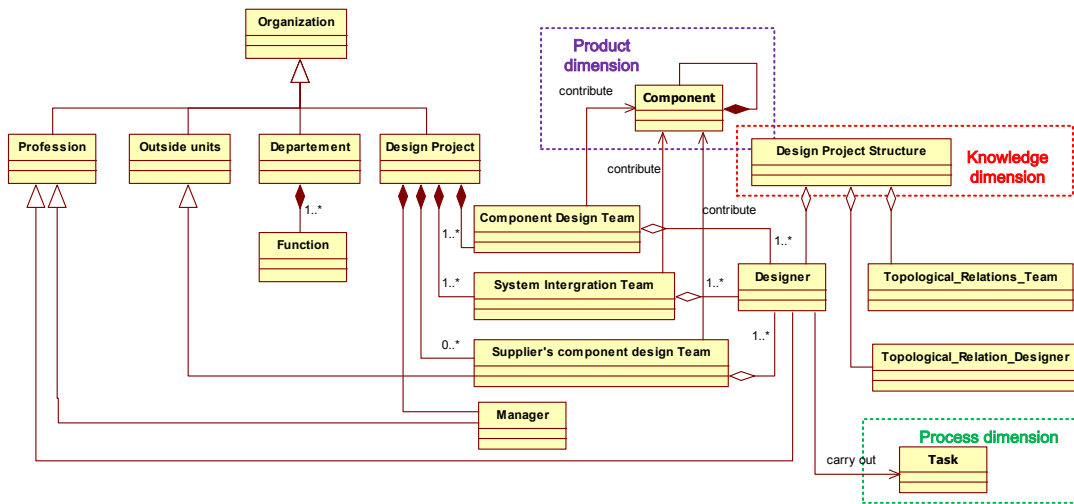 Organization
Product
dimension
contribute
Component
Profession
Outside units
Departement
Design Project
Design Project Structure
Knowledge
dimension
contribute
contribute
1..*
Function
Component Design Team
1..*
1..*
Designer
Topological_Relations_Team
System Intergration Team
1..*
1..*
0..*
Supplier's component design Team
1..*
Topological_Relation_Designer
Manager
Process dimension
carry out
Task